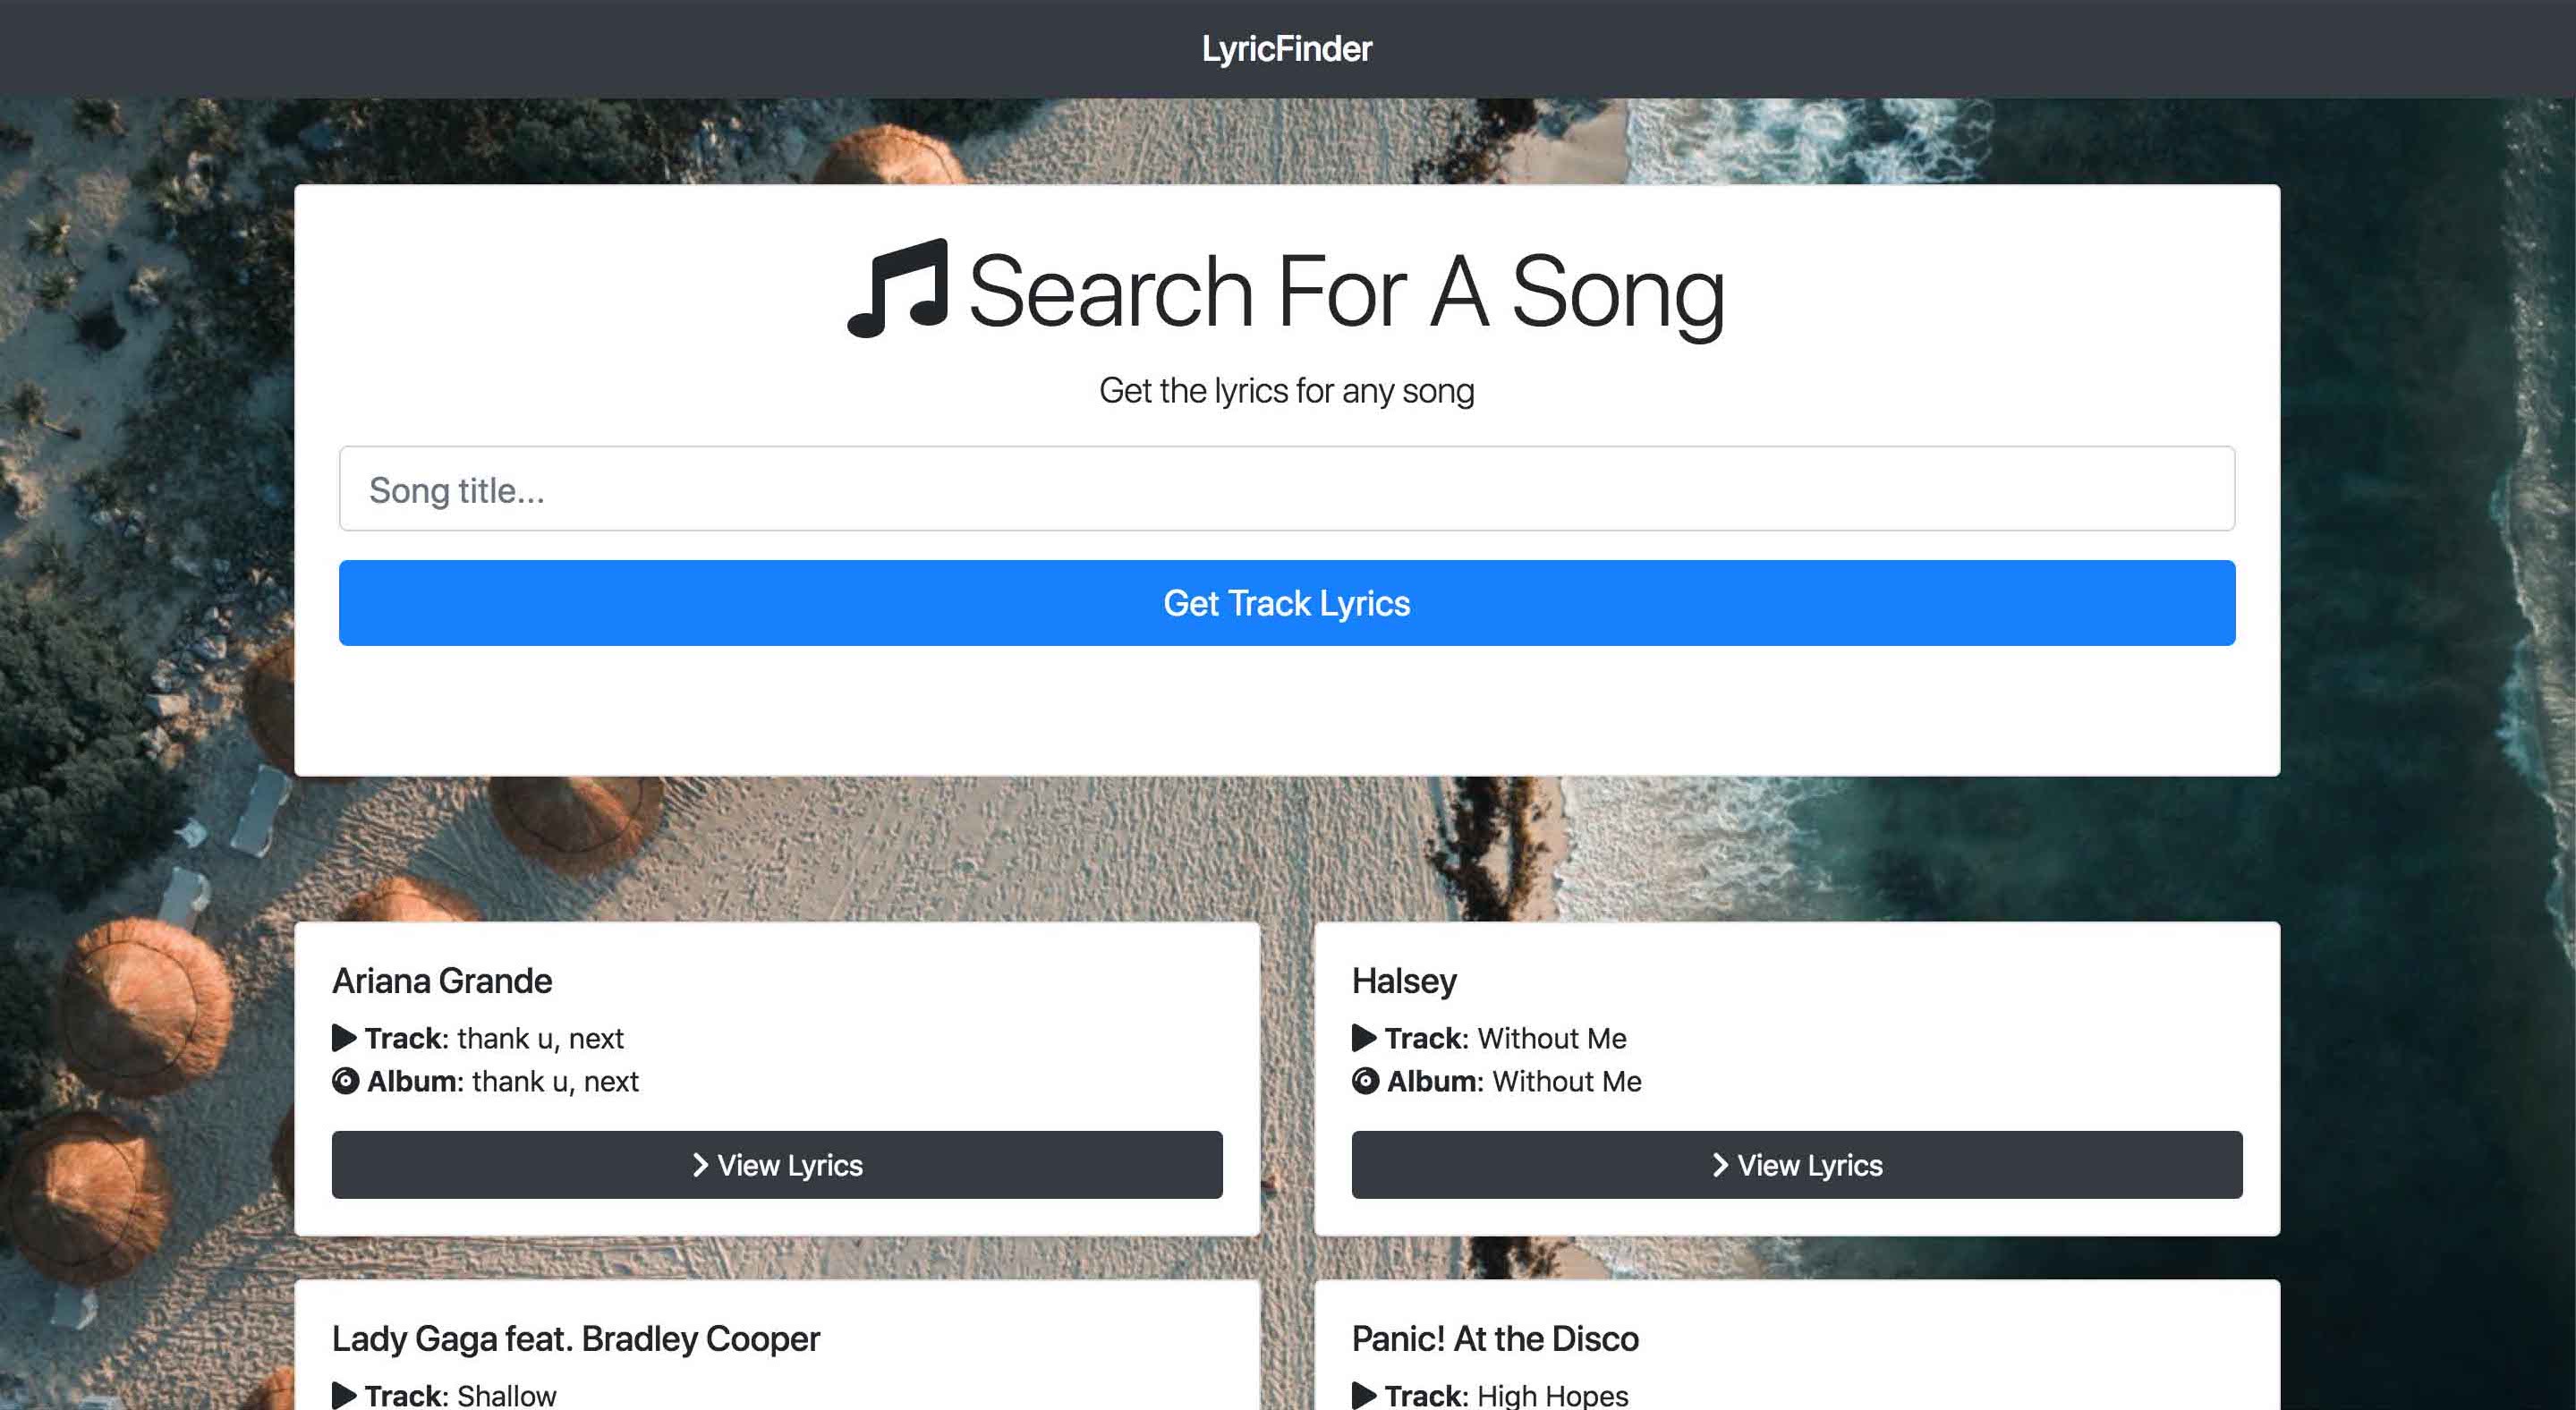 LyricFinder
Search For A Song
Get the lyrics for any song
Song title...
Get Track Lyrics
Ariana Grande
Track: thank u, next
Album: thank u, next
View Lyrics
Halsey
Track: Without Me
Album: Without Me
View Lyrics
Lady Gaga feat. Bradley Cooper
Track: Shallow
Panic! At the Disco
Track: High Hopes